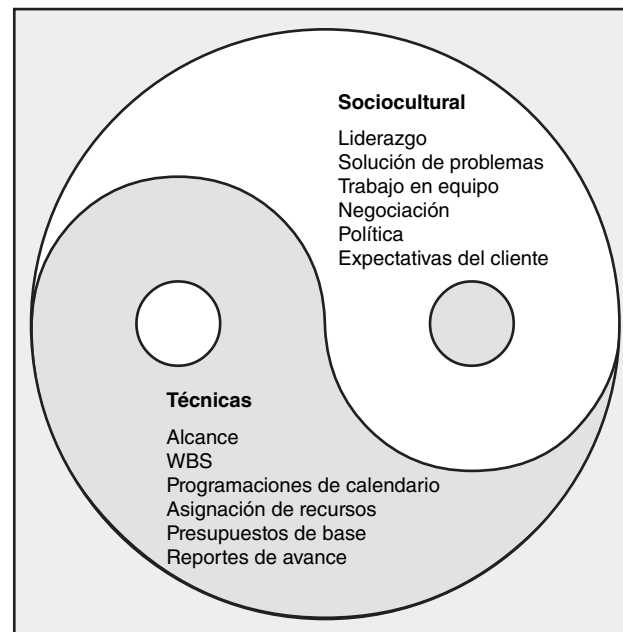 Sociocultural
Liderazgo
Solución de problemas
Trabajo en equipo
Negociación
Política
Expectativas del cliente
Técnicas
Alcance
WBS
Programaciones de calendario
Asignación de recursos
Presupuestos de base
Reportes de avance